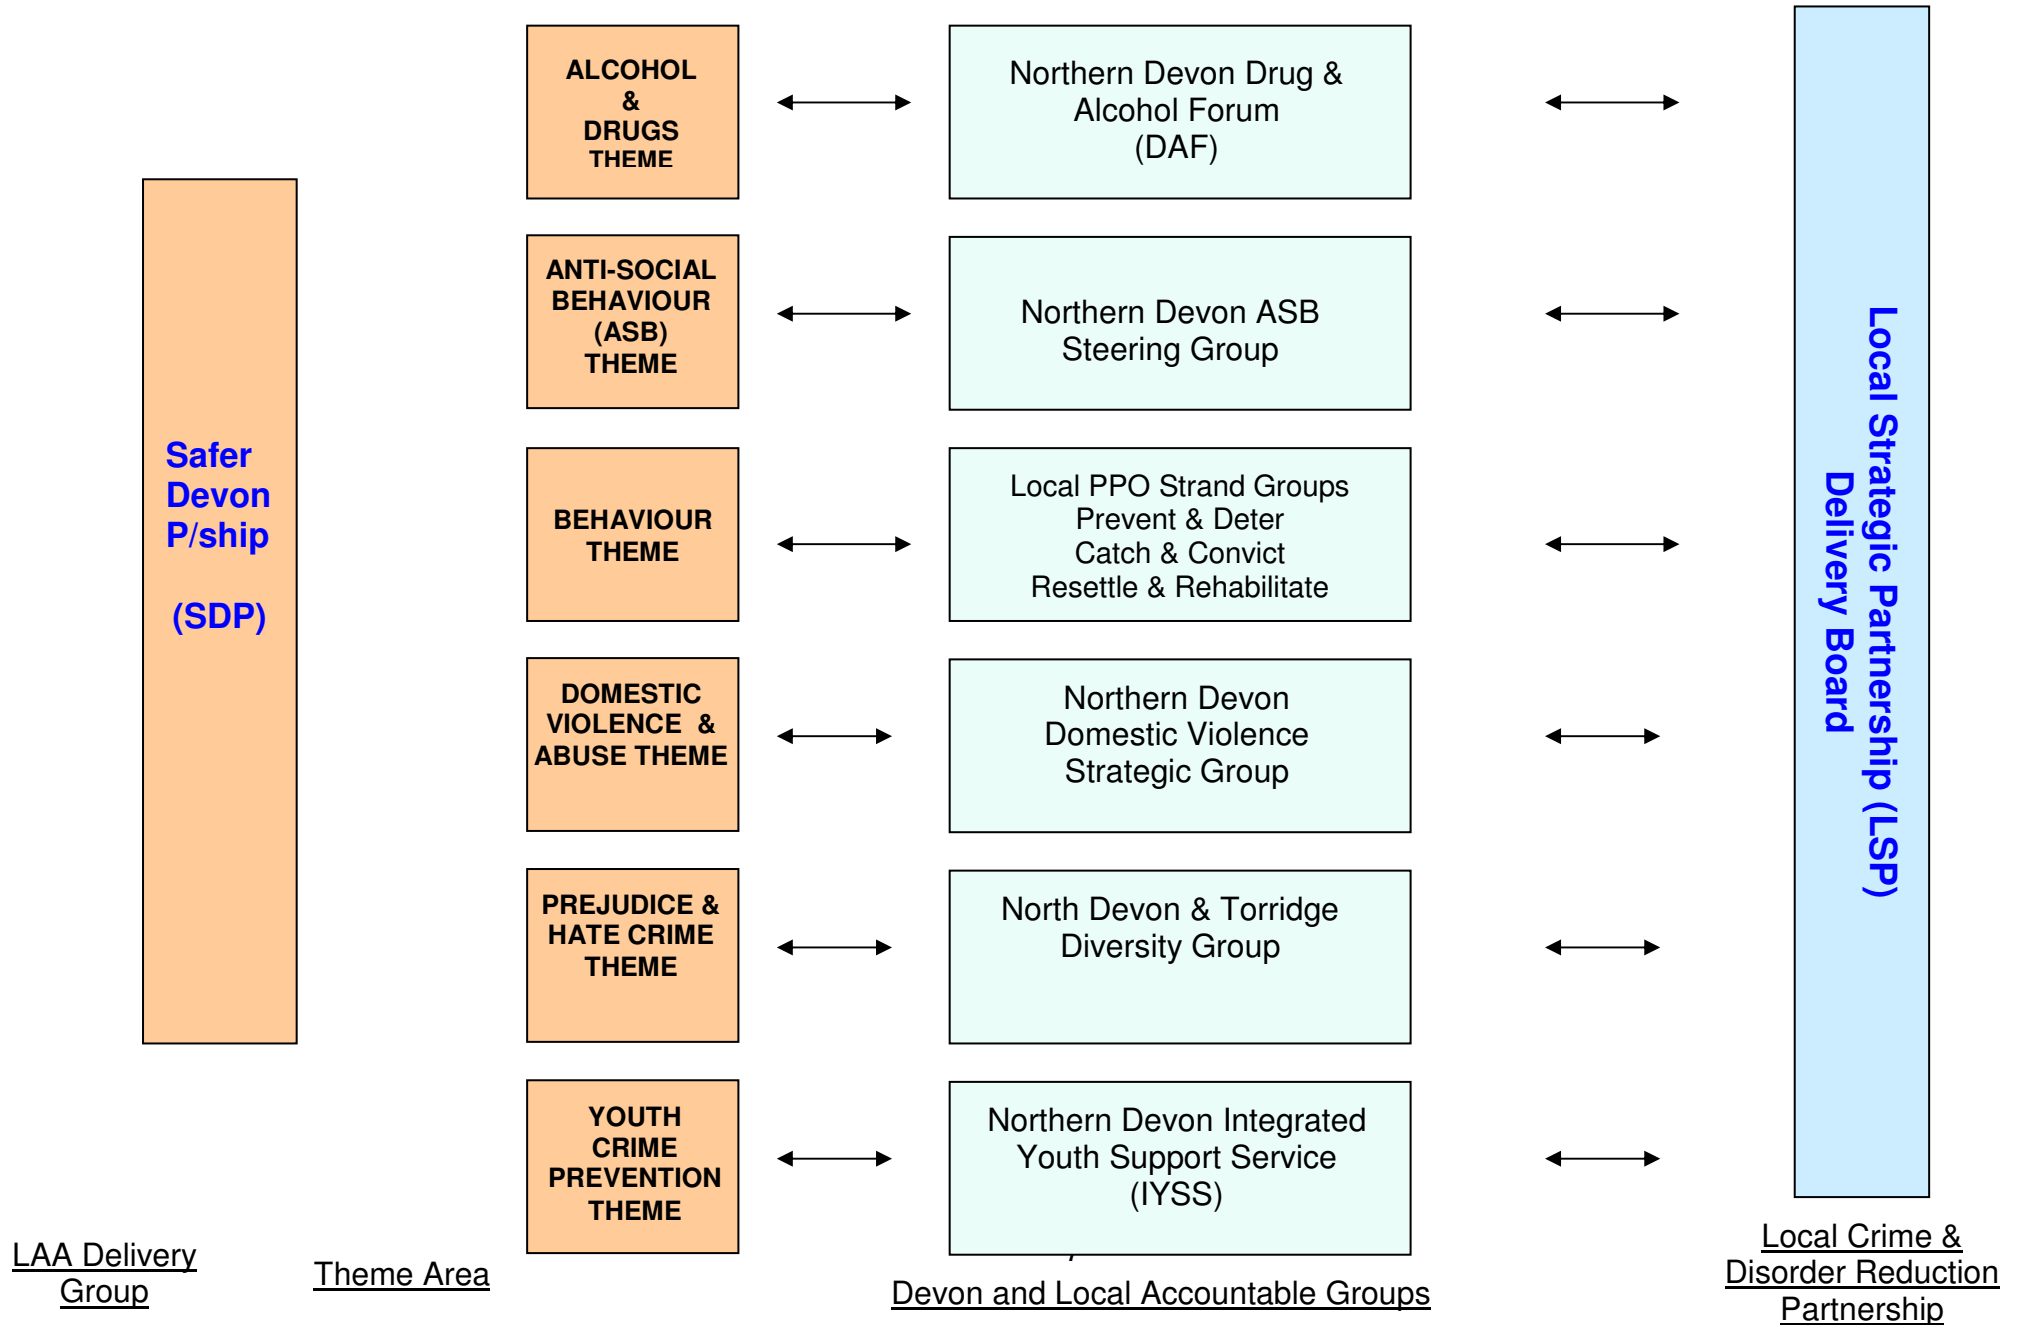 Safer
Devon
P/ship
(SDP)
ALCOHOL
&
DRUGS
THEME
Northern Devon Drug &
Alcohol Forum
(DAF)
ANTI-SOCIAL
BEHAVIOUR
(ASB)
THEME
Northern Devon ASB
Steering Group
BEHAVIOUR
THEME
Local PPO Strand Groups
Prevent & Deter
Catch & Convict
Resettle & Rehabilitate
DOMESTIC
VIOLENCE &
ABUSE THEME
Northern Devon
Domestic Violence
Strategic Group
PREJUDICE &
HATE CRIME
THEME
North Devon & Torridge
Diversity Group
YOUTH
CRIME
PREVENTION
THEME
Northern Devon Integrated
Youth Support Service
(IYSS)
Local Strategic Partnership (LSP)
Delivery Board
LAA Delivery
Group
Theme Area
Devon and Local Accountable Groups
Local Crime &
Disorder Reduction
Partnership